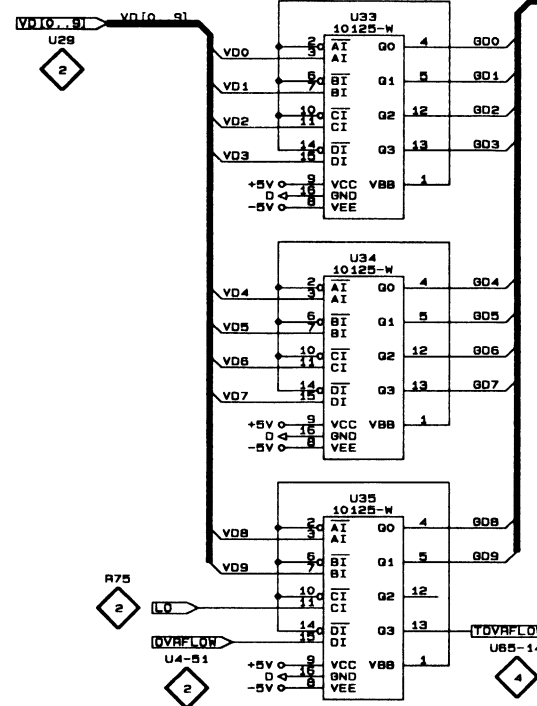 VD[0..9]
VD[0..9]
U29
2
U33
10125-W
2 AI Q0 4 GD0
VD0 3 AI
6 BI Q1 5 GD1
VD1 7 BI
10 CI Q2 12 GD2
VD2 11 CI
14 DI Q3 13 GD3
VD3 15 DI
+5V 9 VCC VBB 1
D 16 GND
-5V 8 VEE
U34
10125-W
2 AI Q0 4 GD4
VD4 3 AI
6 BI Q1 5 GD5
VD5 7 BI
10 CI Q2 12 GD6
VD6 11 CI
14 DI Q3 13 GD7
VD7 15 DI
+5V 9 VCC VBB 1
D 16 GND
-5V 8 VEE
U35
10125-W
2 AI Q0 4 GD8
VD8 3 AI
6 BI Q1 5 GD9
VD9 7 BI
R75
2
10 CI Q2 12
LO 11 CI
14 DI Q3 13 TOVRFLOW
OVRFLOW 15 DI
U4-51
2
U65-14
4
+5V 9 VCC VBB 1
D 16 GND
-5V 8 VEE